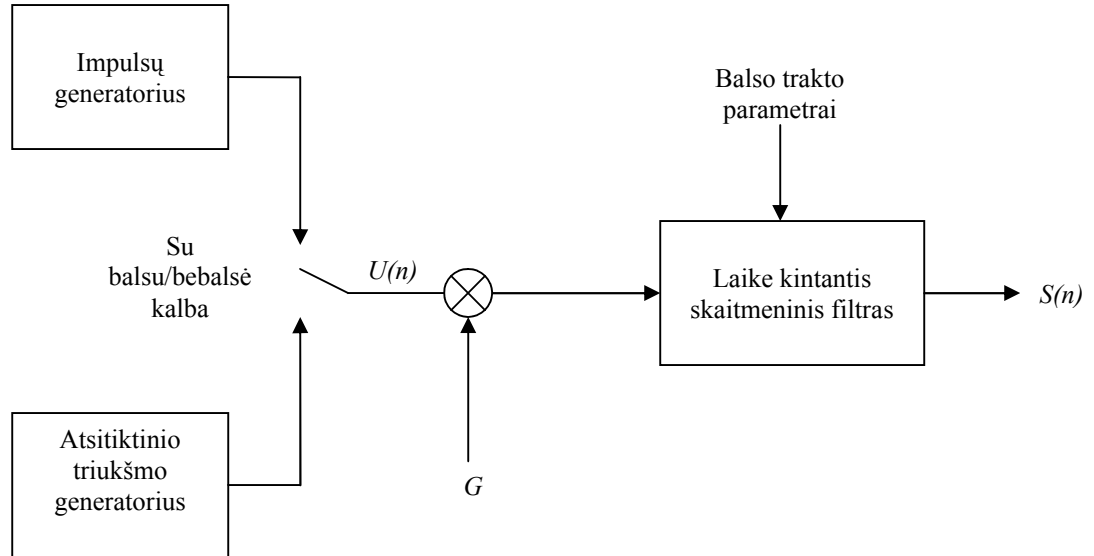 Impulsų
generatorius
Balso trakto
parametrai
Su
balsu/bebalsė
kalba
U(n)
Laike kintantis
skaitmeninis filtras
S(n)
Atsitiktinio
triukšmo
generatorius
G